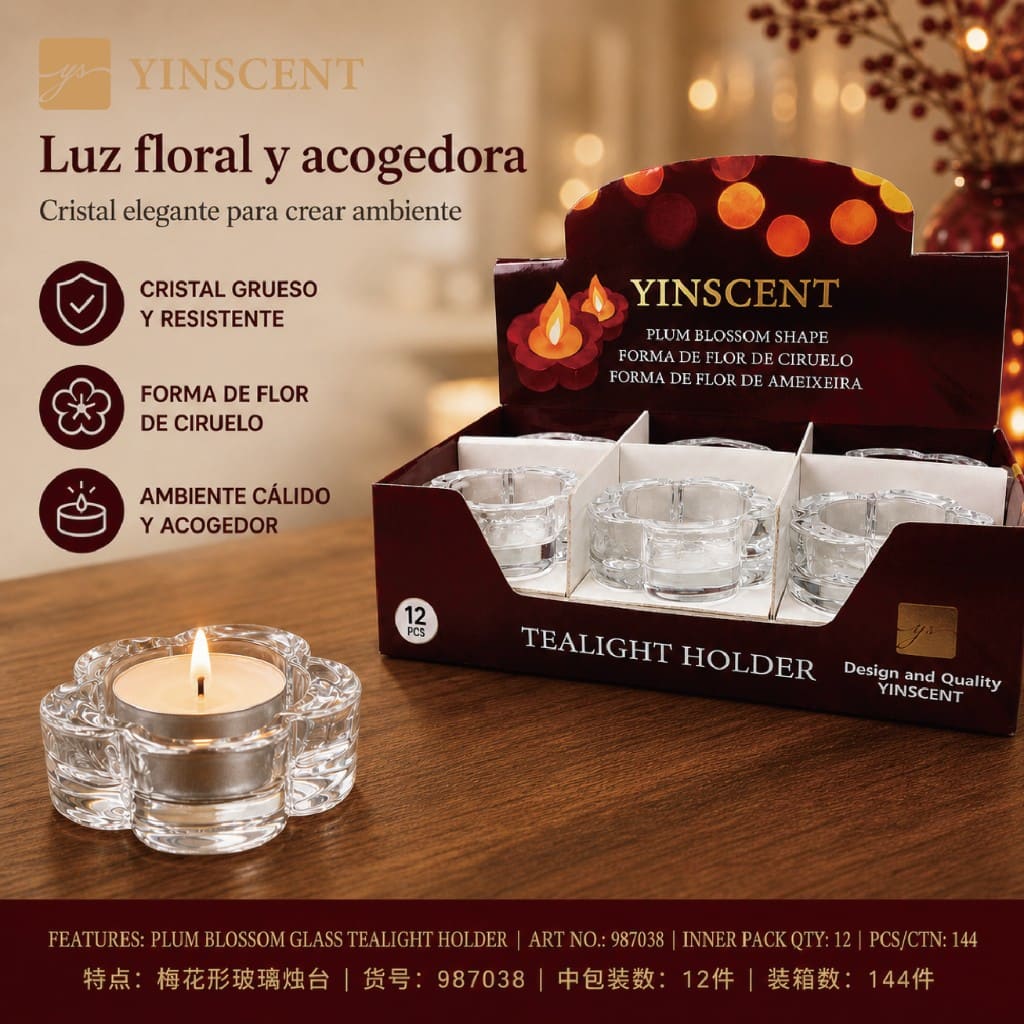 ys YINSCENT
Luz floral y acogedora
Cristal elegante para crear ambiente
CRISTAL GRUESO
Y RESISTENTE
FORMA DE FLOR
DE CIRUELO
AMBIENTE CÁLIDO
Y ACOGEDOR
YINSCENT
PLUM BLOSSOM SHAPE
FORMA DE FLOR DE CIRUELO
FORMA DE FLOR DE AMEIXEIRA
12
PCS
TEALIGHT HOLDER
ys
Design and Quality
YINSCENT
FEATURES: PLUM BLOSSOM GLASS TEALIGHT HOLDER | ART NO.: 987038 | INNER PACK QTY: 12 | PCS/CTN: 144
特点：梅花形玻璃烛台 | 货号：987038 | 中包装数：12件 | 装箱数：144件